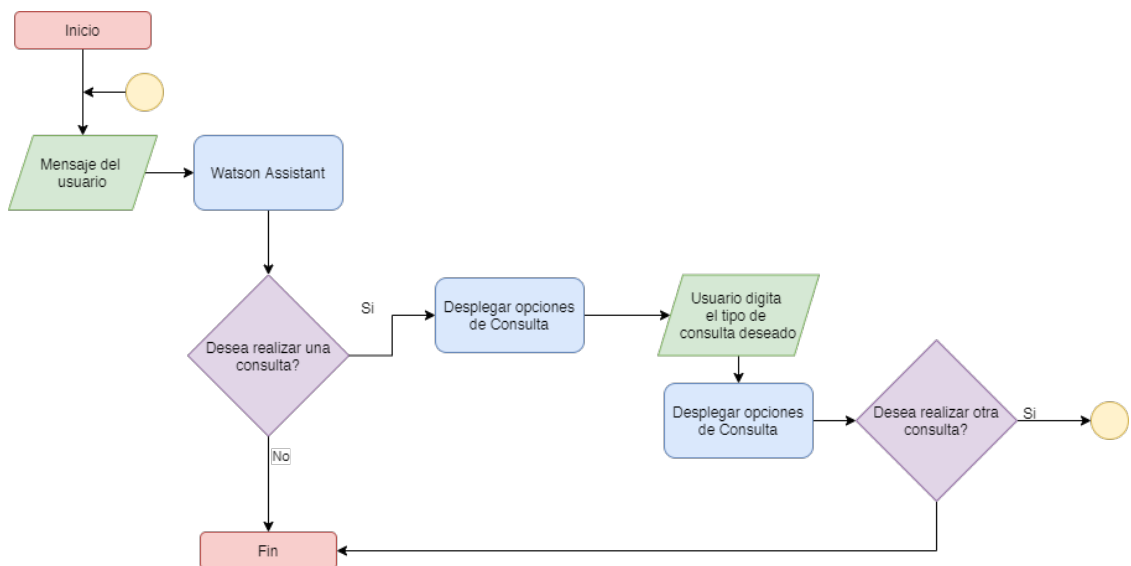 Inicio
Mensaje del
usuario
Watson Assistant
Desea realizar una
consulta?
Si
Desplegar opciones
de Consulta
Usuario digita
el tipo de
consulta deseado
Desplegar opciones
de Consulta
Desea realizar otra
consulta?
Si
No
Fin